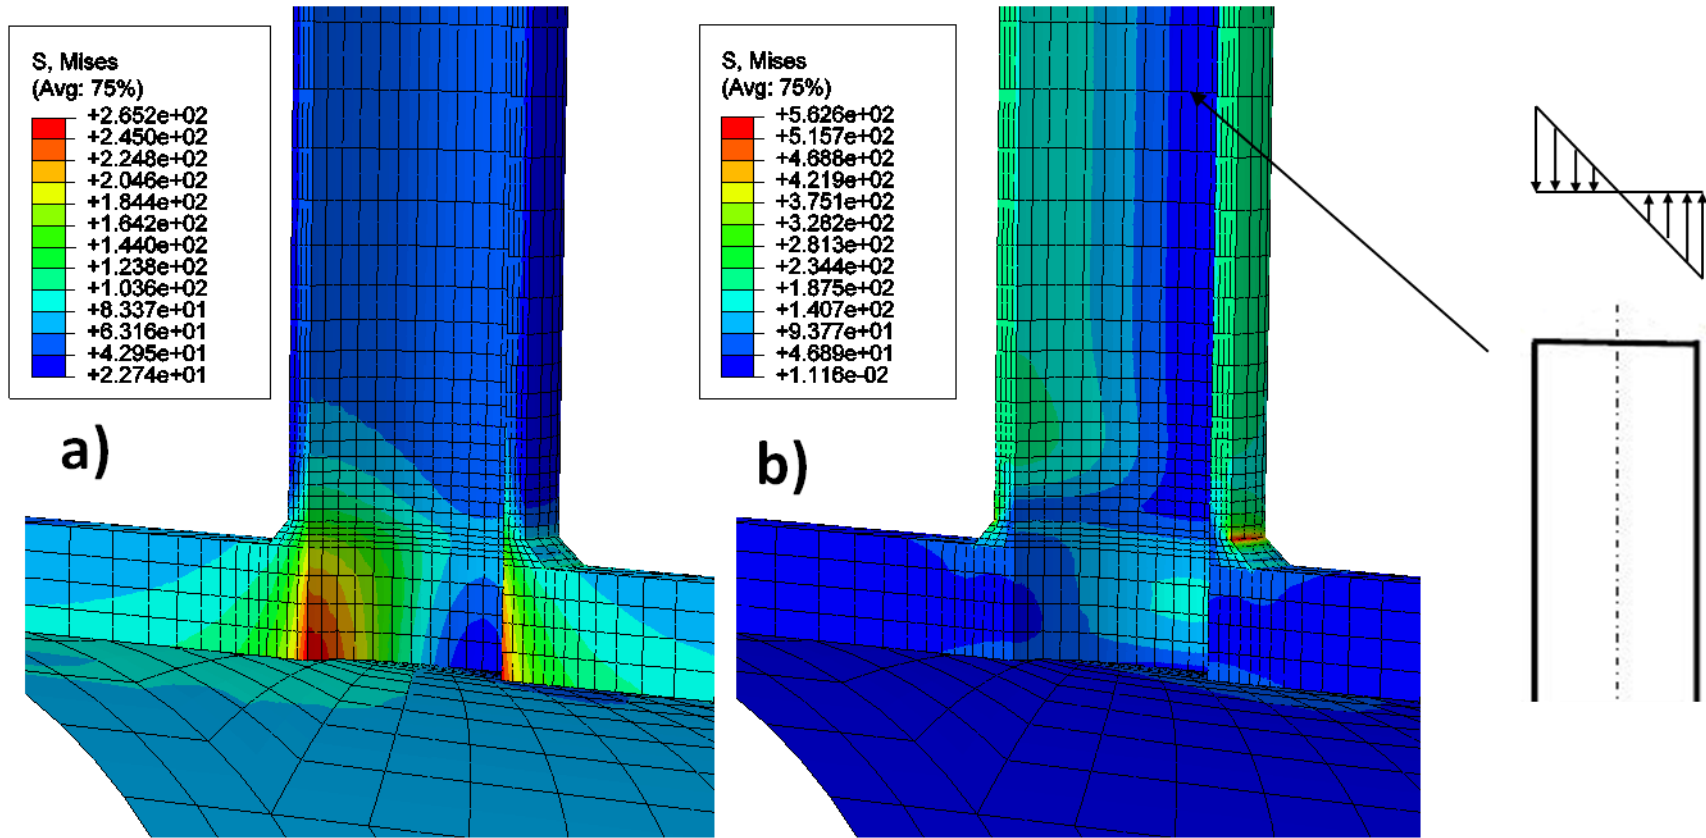 S, Mises
(Avg: 75%)
+2.652e+02
+2.450e+02
+2.248e+02
+2.046e+02
+1.844e+02
+1.642e+02
+1.440e+02
+1.238e+02
+1.036e+02
+8.337e+01
+6.316e+01
+4.295e+01
+2.274e+01
a)
S, Mises
(Avg: 75%)
+5.626e+02
+5.157e+02
+4.688e+02
+4.219e+02
+3.751e+02
+3.282e+02
+2.813e+02
+2.344e+02
+1.875e+02
+1.407e+02
+9.377e+01
+4.689e+01
+1.116e-02
b)